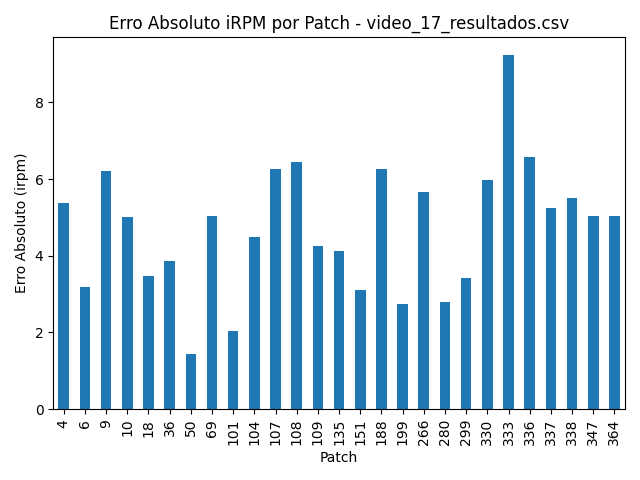 Erro Absoluto iRPM por Patch - video_17_resultados.csv
Erro Absoluto (irpm)
8
6
4
2
0
4 6 9 10 18 36 50 69 101 104 107 108 109 135 151 188 199 266 280 299 330 333 336 337 338 347 364
Patch